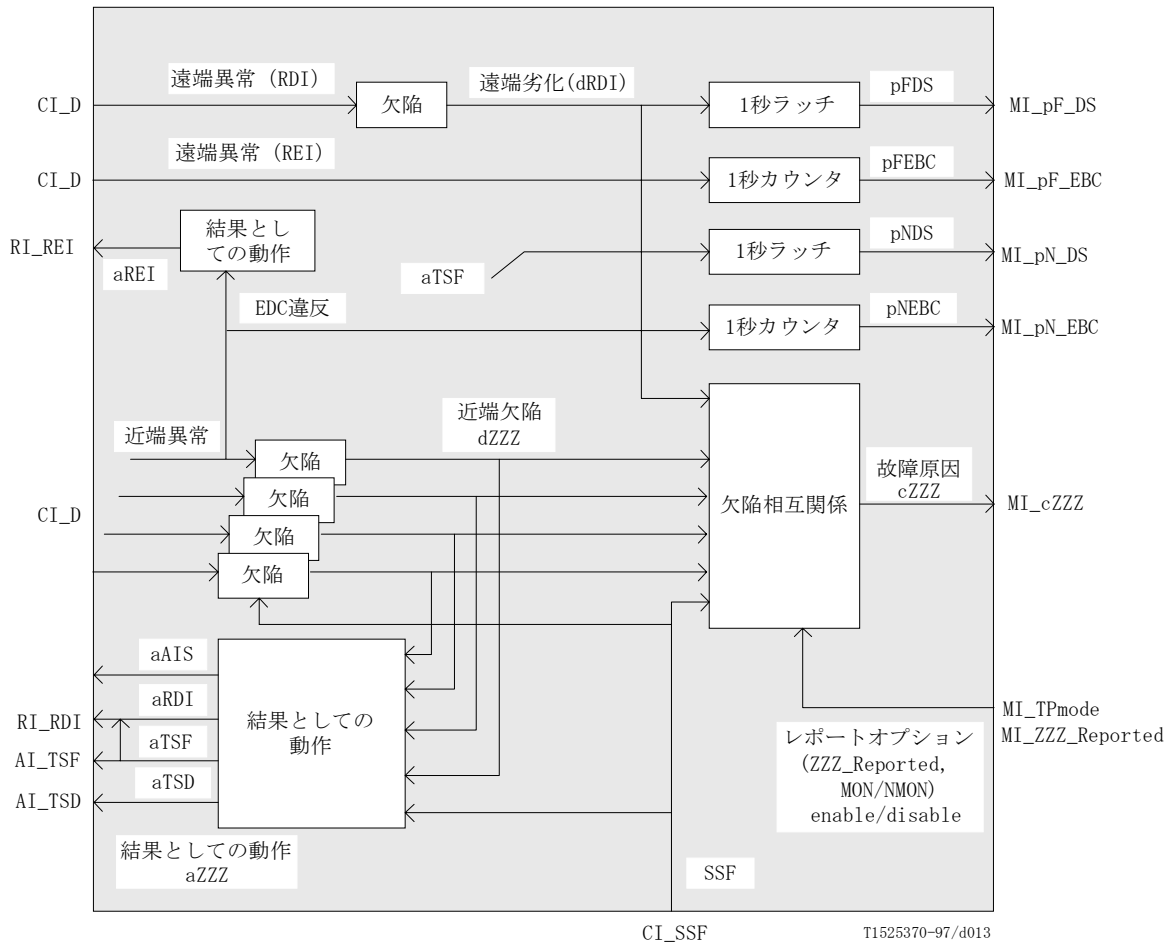 遠端異常 (RDI)
遠端劣化(dRDI)
pFDS
CI_D
欠陥
1秒ラッチ
MI_pF_DS
遠端異常 (REI)
pFEBC
CI_D
1秒カウンタ
MI_pF_EBC
結果とし
ての動作
pNDS
RI_REI
1秒ラッチ
MI_pN_DS
aREI
aTSF
EDC違反
pNEBC
1秒カウンタ
MI_pN_EBC
近端欠陥
dZZZ
近端異常
欠陥
故障原因
cZZZ
欠陥
欠陥相互関係
MI_cZZZ
CI_D
欠陥
欠陥
aAIS
aRDI
RI_RDI
結果としての
動作
aTSF
AI_TSF
aTSD
AI_TSD
MI_TPmode
MI_ZZZ_Reported
レポートオプション
(ZZZ_Reported,
MON/NMON)
enable/disable
結果としての動作
aZZZ
SSF
CI_SSF
T1525370-97/d013